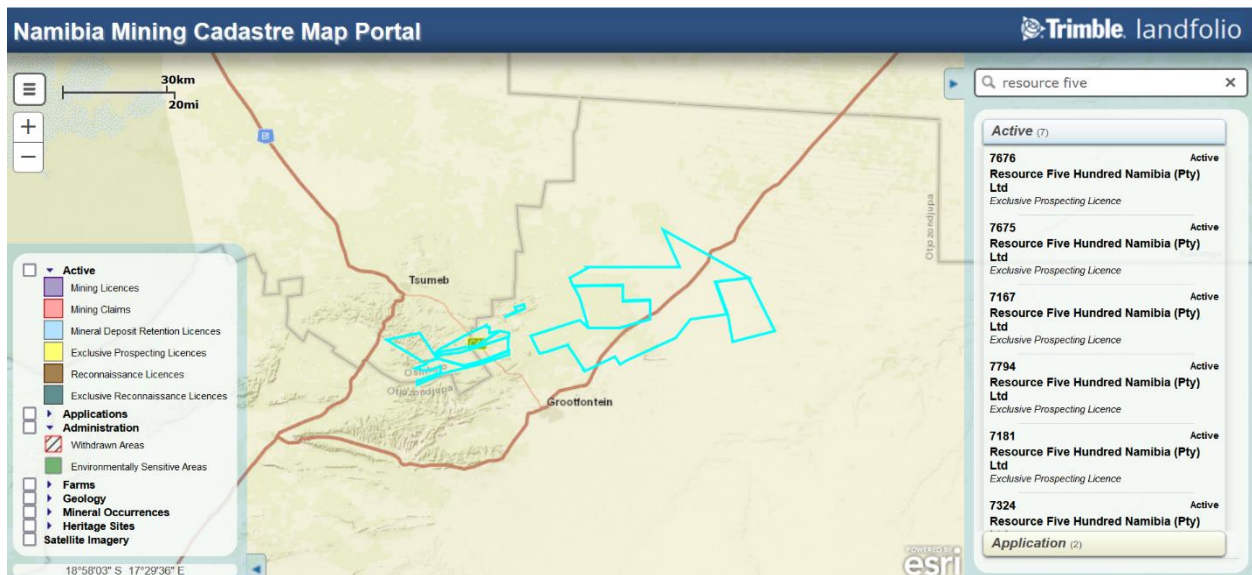 Namibia Mining Cadastre Map Portal
Trimble. landfolio
30km
20mi
resource five
Active (7)
7676 Active
Resource Five Hundred Namibia (Pty)
Ltd
Exclusive Prospecting Licence
7675 Active
Resource Five Hundred Namibia (Pty)
Ltd
Exclusive Prospecting Licence
7167 Active
Resource Five Hundred Namibia (Pty)
Ltd
Exclusive Prospecting Licence
7794 Active
Resource Five Hundred Namibia (Pty)
Ltd
Exclusive Prospecting Licence
7181 Active
Resource Five Hundred Namibia (Pty)
Ltd
Exclusive Prospecting Licence
7324 Active
Resource Five Hundred Namibia (Pty)
Application (2)
Otjozondjupa
Tsumeb
Otjozondjupa
Grootfontein
Active
Mining Licences
Mining Claims
Mineral Deposit Retention Licences
Exclusive Prospecting Licences
Reconnaissance Licences
Exclusive Reconnaissance Licences
Applications
Administration
Withdrawn Areas
Environmentally Sensitive Areas
Farms
Geology
Mineral Occurrences
Heritage Sites
Satellite Imagery
18°58'03" S 17°29'36" E
POWERED BY
esri